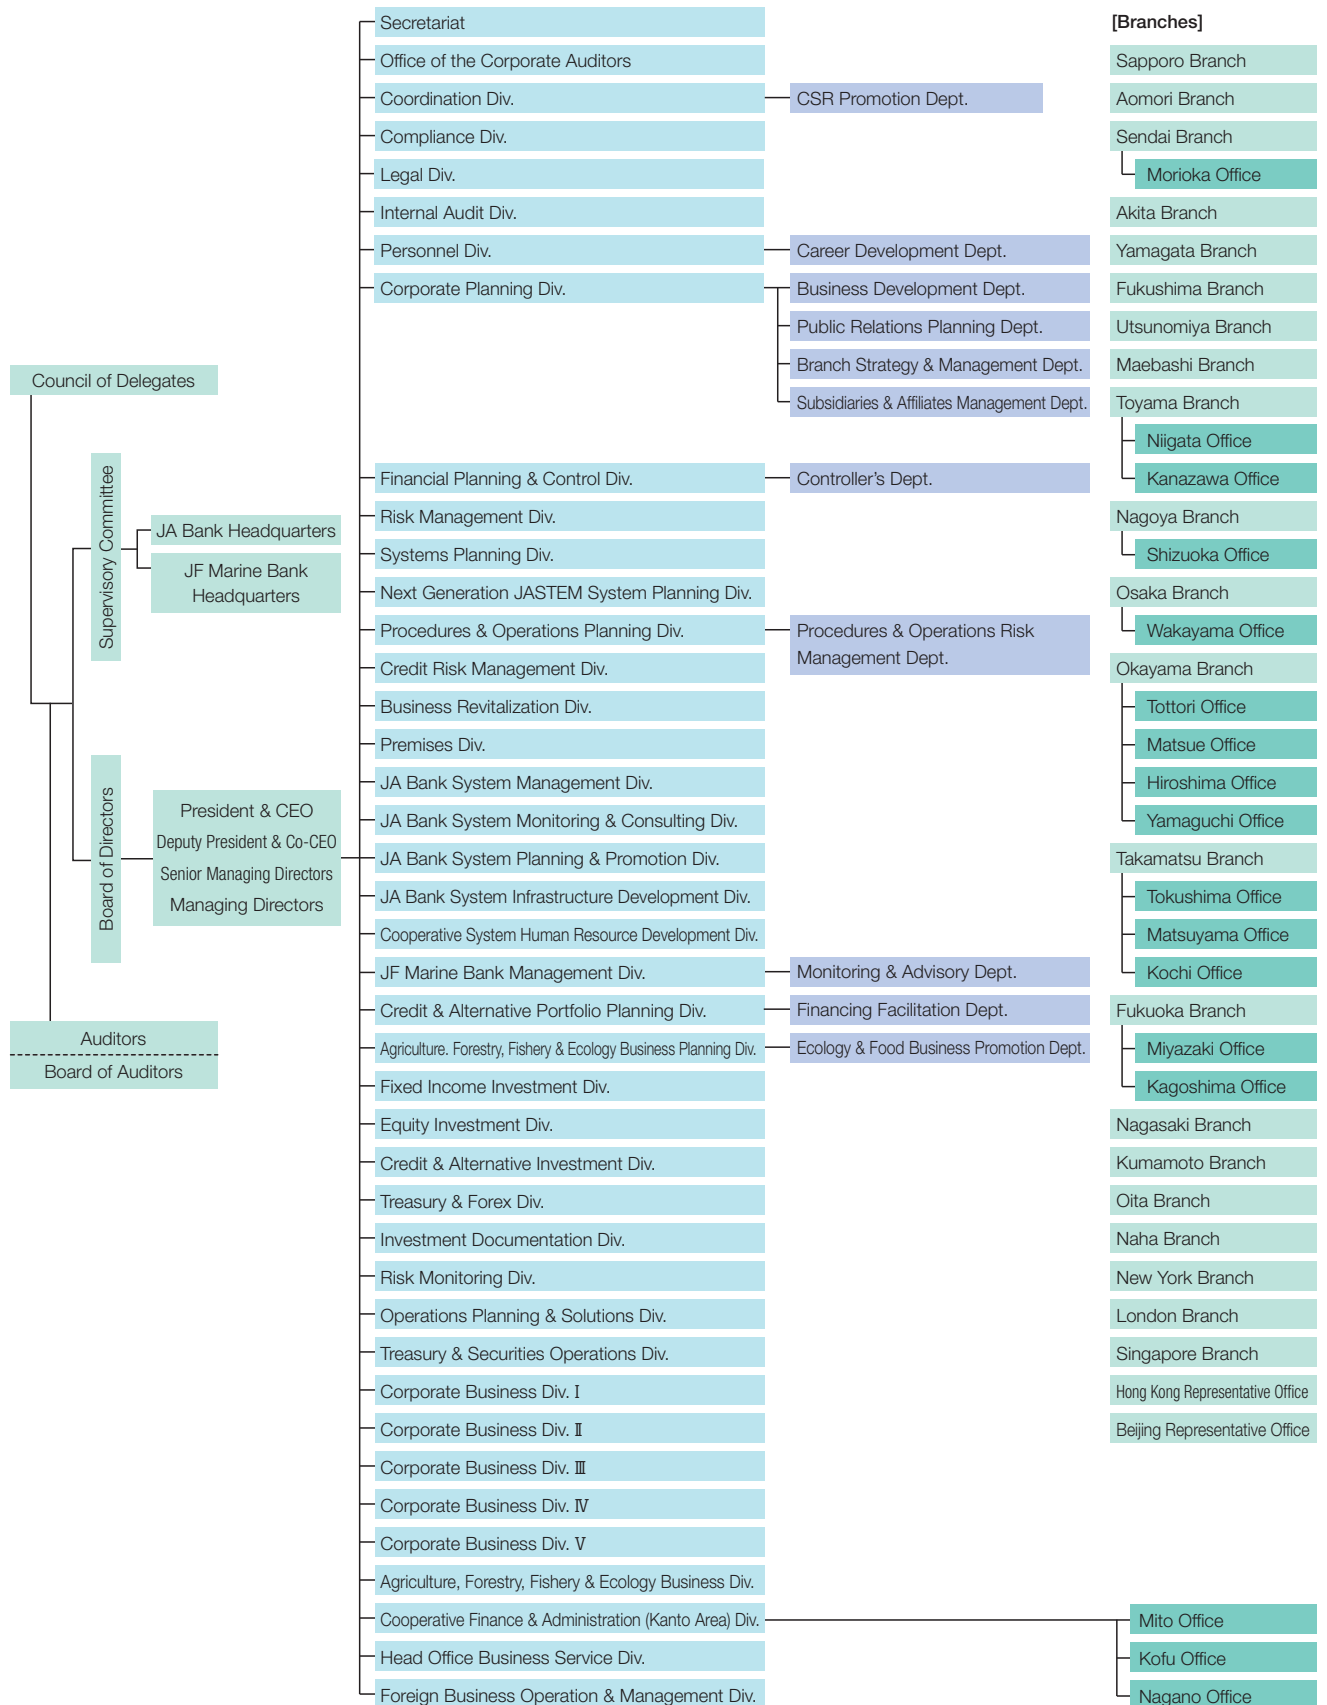 Council of Delegates
Supervisory Committee
JA Bank Headquarters
JF Marine Bank
Headquarters
Board of Directors
President & CEO
Deputy President & Co-CEO
Senior Managing Directors
Managing Directors
Auditors
Board of Auditors
Secretariat
Office of the Corporate Auditors
Coordination Div.
CSR Promotion Dept.
Compliance Div.
Legal Div.
Internal Audit Div.
Personnel Div.
Career Development Dept.
Corporate Planning Div.
Business Development Dept.
Public Relations Planning Dept.
Branch Strategy & Management Dept.
Subsidiaries & Affiliates Management Dept.
Financial Planning & Control Div.
Controller's Dept.
Risk Management Div.
Systems Planning Div.
Next Generation JASTEM System Planning Div.
Procedures & Operations Planning Div.
Procedures & Operations Risk
Management Dept.
Credit Risk Management Div.
Business Revitalization Div.
Premises Div.
JA Bank System Management Div.
JA Bank System Monitoring & Consulting Div.
JA Bank System Planning & Promotion Div.
JA Bank System Infrastructure Development Div.
Cooperative System Human Resource Development Div.
JF Marine Bank Management Div.
Monitoring & Advisory Dept.
Credit & Alternative Portfolio Planning Div.
Financing Facilitation Dept.
Agriculture. Forestry, Fishery & Ecology Business Planning Div.
Ecology & Food Business Promotion Dept.
Fixed Income Investment Div.
Equity Investment Div.
Credit & Alternative Investment Div.
Treasury & Forex Div.
Investment Documentation Div.
Risk Monitoring Div.
Operations Planning & Solutions Div.
Treasury & Securities Operations Div.
Corporate Business Div. Ⅰ
Corporate Business Div. Ⅱ
Corporate Business Div. Ⅲ
Corporate Business Div. Ⅳ
Corporate Business Div. Ⅴ
Agriculture, Forestry, Fishery & Ecology Business Div.
Cooperative Finance & Administration (Kanto Area) Div.
Head Office Business Service Div.
Foreign Business Operation & Management Div.
[Branches]
Sapporo Branch
Aomori Branch
Sendai Branch
Morioka Office
Akita Branch
Yamagata Branch
Fukushima Branch
Utsunomiya Branch
Maebashi Branch
Toyama Branch
Niigata Office
Kanazawa Office
Nagoya Branch
Shizuoka Office
Osaka Branch
Wakayama Office
Okayama Branch
Tottori Office
Matsue Office
Hiroshima Office
Yamaguchi Office
Takamatsu Branch
Tokushima Office
Matsuyama Office
Kochi Office
Fukuoka Branch
Miyazaki Office
Kagoshima Office
Nagasaki Branch
Kumamoto Branch
Oita Branch
Naha Branch
New York Branch
London Branch
Singapore Branch
Hong Kong Representative Office
Beijing Representative Office
Mito Office
Kofu Office
Nagano Office